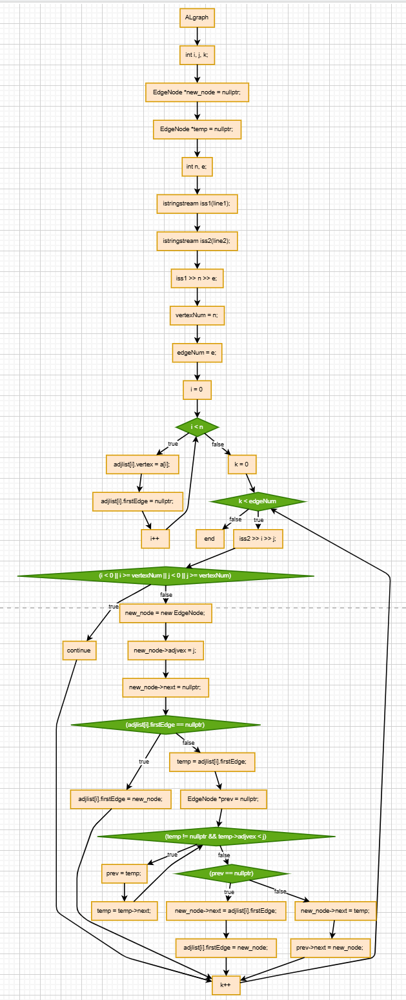 ALgraph
int i, j, k;
EdgeNode *new_node = nullptr;
EdgeNode *temp = nullptr;
int n, e;
istringstream iss1(line1);
istringstream iss2(line2);
iss1 >> n >> e;
vertexNum = n;
edgeNum = e;
i = 0
i < n
true
false
adjlist[i].vertex = a[i];
k = 0
adjlist[i].firstEdge = nullptr;
k < edgeNum
false
true
i++
end
iss2 >> i >> j;
(i < 0 || i >= vertexNum || j < 0 || j >= vertexNum)
false
true
new_node = new EdgeNode;
continue
new_node->adjvex = j;
new_node->next = nullptr;
(adjlist[i].firstEdge == nullptr)
false
true
temp = adjlist[i].firstEdge;
adjlist[i].firstEdge = new_node;
EdgeNode *prev = nullptr;
(temp != nullptr && temp->adjvex < j)
true
false
prev = temp;
(prev == nullptr)
true
false
temp = temp->next;
new_node->next = adjlist[i].firstEdge;
new_node->next = temp;
adjlist[i].firstEdge = new_node;
prev->next = new_node;
k++